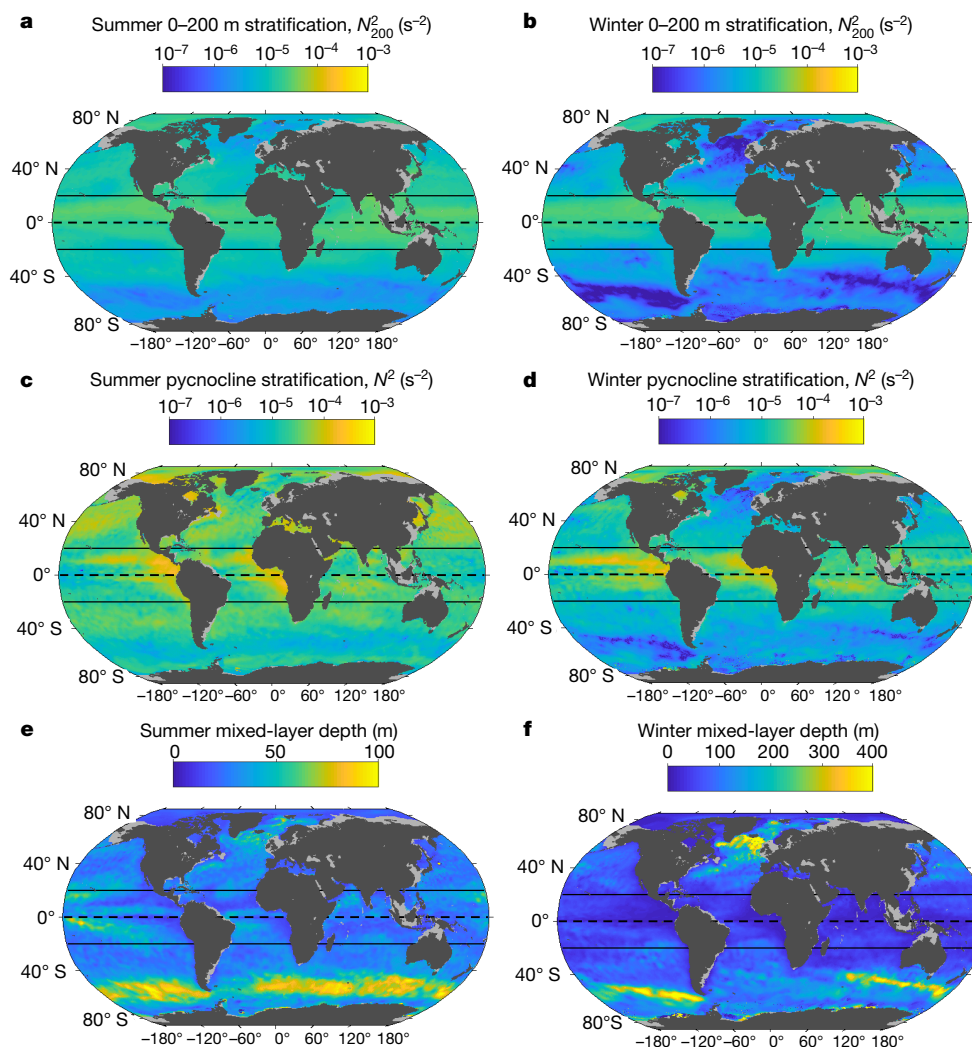 a
Summer 0–200 m stratification, N²₂₀₀ (s⁻²)
10⁻⁷ 10⁻⁶ 10⁻⁵ 10⁻⁴ 10⁻³
80° N
40° N
0°
40° S
80° S
−180° −120° −60° 0° 60° 120° 180°
b
Winter 0–200 m stratification, N²₂₀₀ (s⁻²)
10⁻⁷ 10⁻⁶ 10⁻⁵ 10⁻⁴ 10⁻³
80° N
40° N
0°
40° S
80° S
−180° −120° −60° 0° 60° 120° 180°
c
Summer pycnocline stratification, N² (s⁻²)
10⁻⁷ 10⁻⁶ 10⁻⁵ 10⁻⁴ 10⁻³
80° N
40° N
0°
40° S
80° S
−180° −120° −60° 0° 60° 120° 180°
d
Winter pycnocline stratification, N² (s⁻²)
10⁻⁷ 10⁻⁶ 10⁻⁵ 10⁻⁴ 10⁻³
80° N
40° N
0°
40° S
80° S
−180° −120° −60° 0° 60° 120° 180°
e
Summer mixed-layer depth (m)
0 50 100
80° N
40° N
0°
40° S
80° S
−180° −120° −60° 0° 60° 120° 180°
f
Winter mixed-layer depth (m)
0 100 200 300 400
80° N
40° N
0°
40° S
80°S
−180° −120° −60° 0° 60° 120° 180°